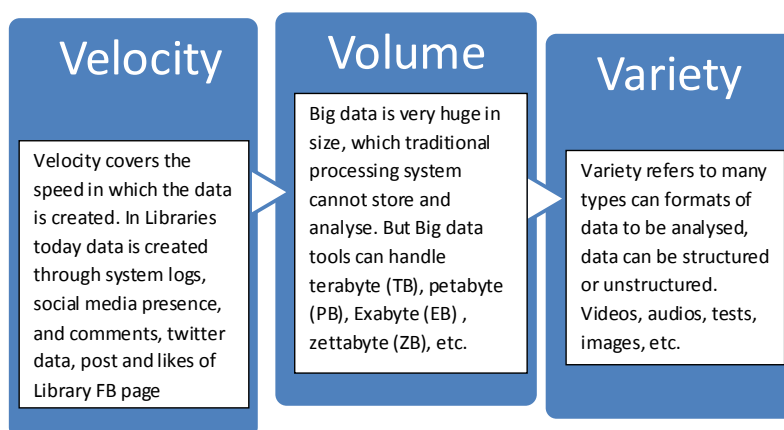 Velocity
Velocity covers the
speed in which the data
is created. In Libraries
today data is created
through system logs,
social media presence,
and comments, twitter
data, post and likes of
Library FB page
Volume
Big data is very huge in
size, which traditional
processing system
cannot store and
analyse. But Big data
tools can handle
terabyte (TB), petabyte
(PB), Exabyte (EB) ,
zettabyte (ZB), etc.
Variety
Variety refers to many
types can formats of
data to be analysed,
data can be structured
or unstructured.
Videos, audios, tests,
images, etc.